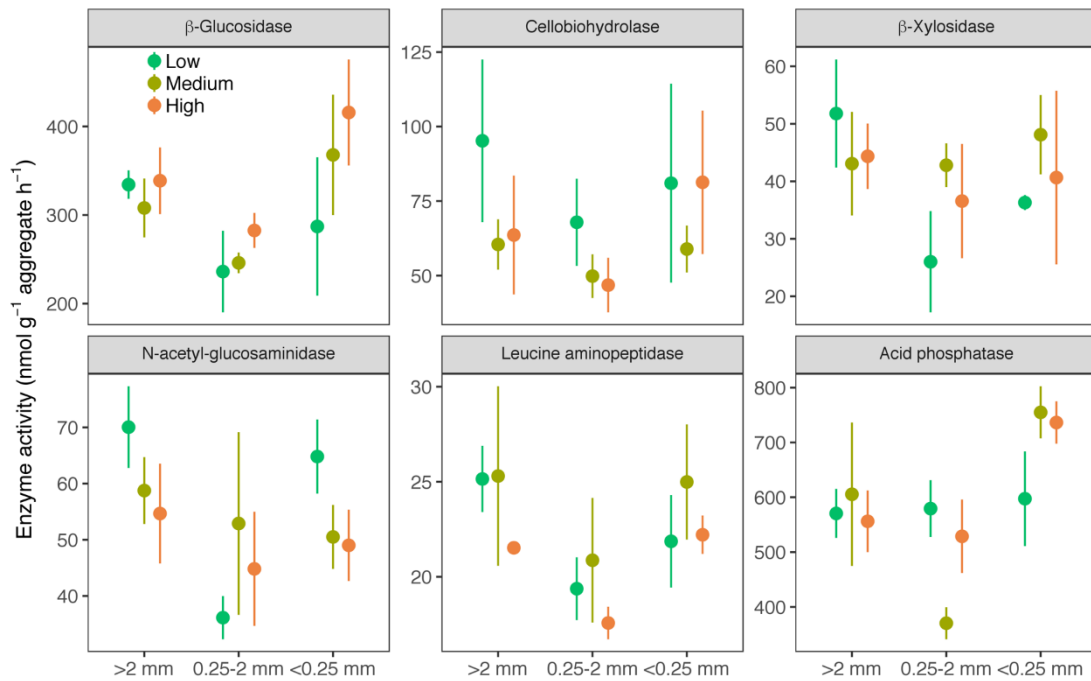 β-Glucosidase
Cellobiohydrolase
β-Xylosidase
Low
Medium
High
400
300
200
125
100
75
50
60
50
40
30
20
Enzyme activity (nmol g⁻¹ aggregate h⁻¹)
N-acetyl-glucosaminidase
Leucine aminopeptidase
Acid phosphatase
70
60
50
40
30
25
20
800
700
600
500
400
>2 mm
0.25-2 mm
<0.25 mm
>2 mm
0.25-2 mm
<0.25 mm
>2 mm
0.25-2 mm
<0.25 mm